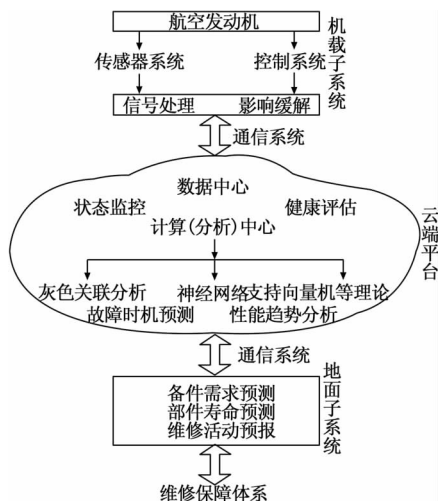 航空发动机
传感器系统 控制系统
机载子系统
信号处理 影响缓解
通信系统
数据中心
状态监控 健康评估
计算(分析)中心
云端平台
灰色关联分析 神经网络 支持向量机等理论
故障时机预测 性能趋势分析
通信系统
备件需求预测
部件寿命预测
维修活动预报
地面子系统
维修保障体系